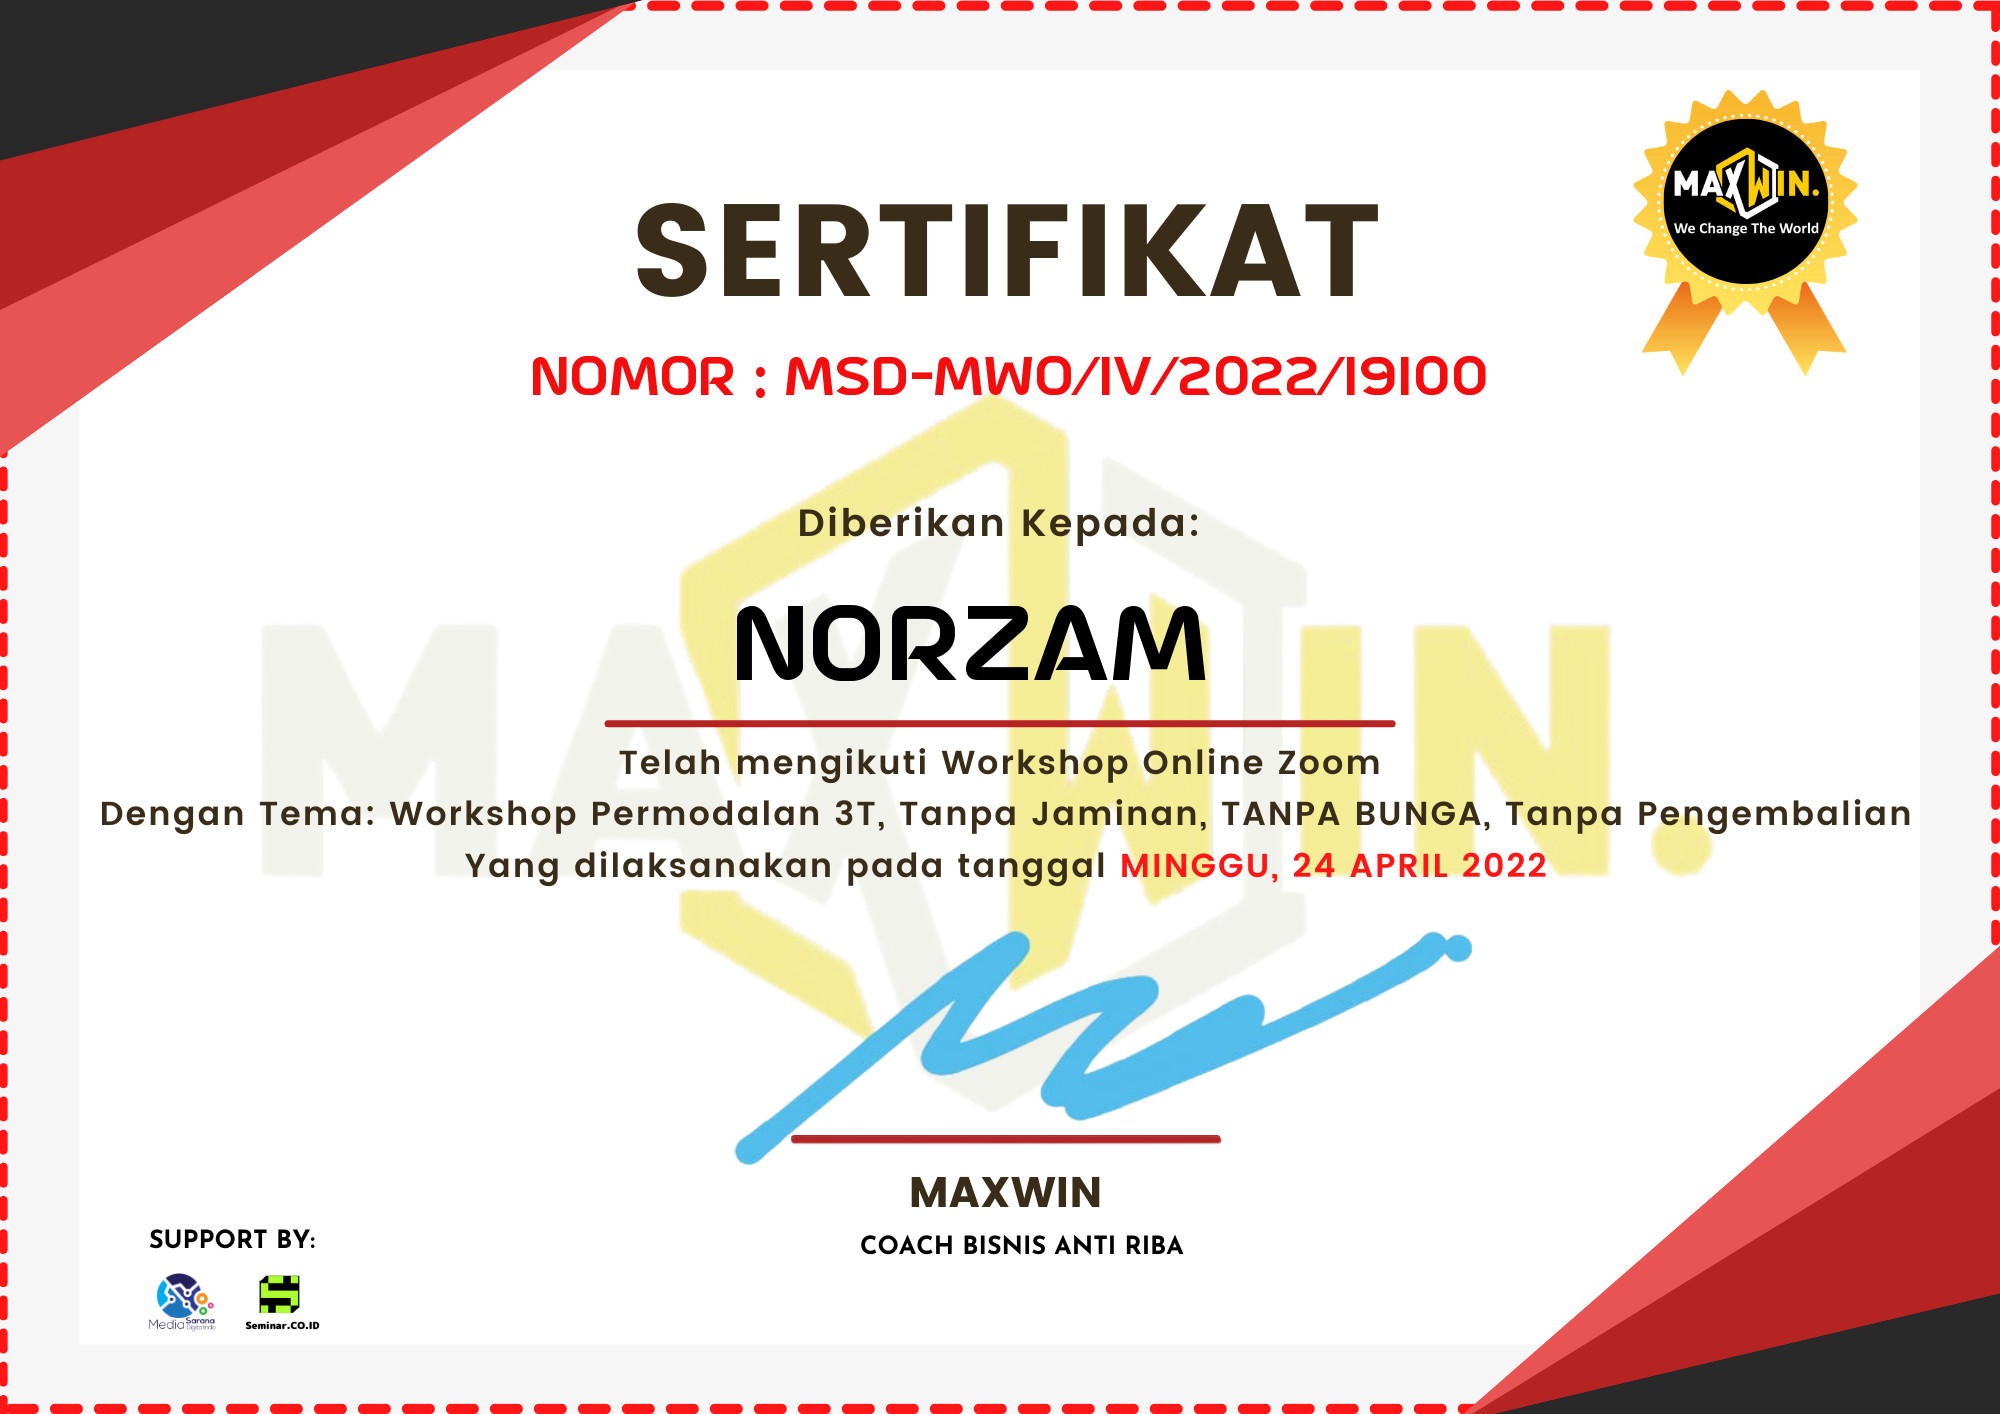 MAXWIN.
We Change The World
SERTIFIKAT
NOMOR : MSD-MWO/IV/2022/19100
Diberikan Kepada:
NORZAM
MAXWIN.
Telah mengikuti Workshop Online Zoom
Dengan Tema: Workshop Permodalan 3T, Tanpa Jaminan, TANPA BUNGA, Tanpa Pengembalian
Yang dilaksanakan pada tanggal MINGGU, 24 APRIL 2022
MAXWIN
COACH BISNIS ANTI RIBA
SUPPORT BY:
Media Sarana Digitalindo
Seminar.CO.ID